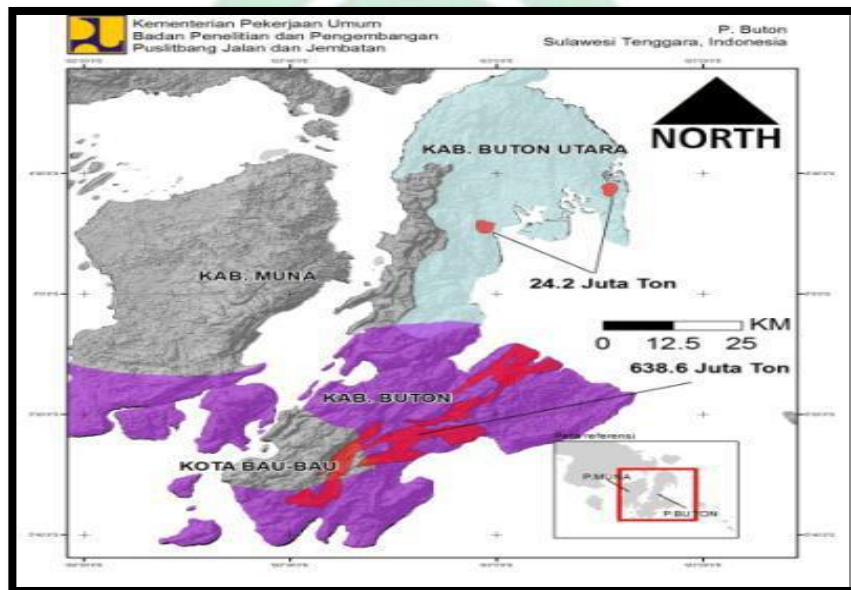 Kementerian Pekerjaan Umum
Badan Penelitian dan Pengembangan
Puslitbang Jalan dan Jembatan
P. Buton
Sulawesi Tenggara, Indonesia
NORTH
KAB. BUTON UTARA
KAB. MUNA
24.2 Juta Ton
KM
0 12.5 25
638.6 Juta Ton
KAB. BUTON
KOTA BAU-BAU
Peta referensi
P.MUNA
P.BUTON